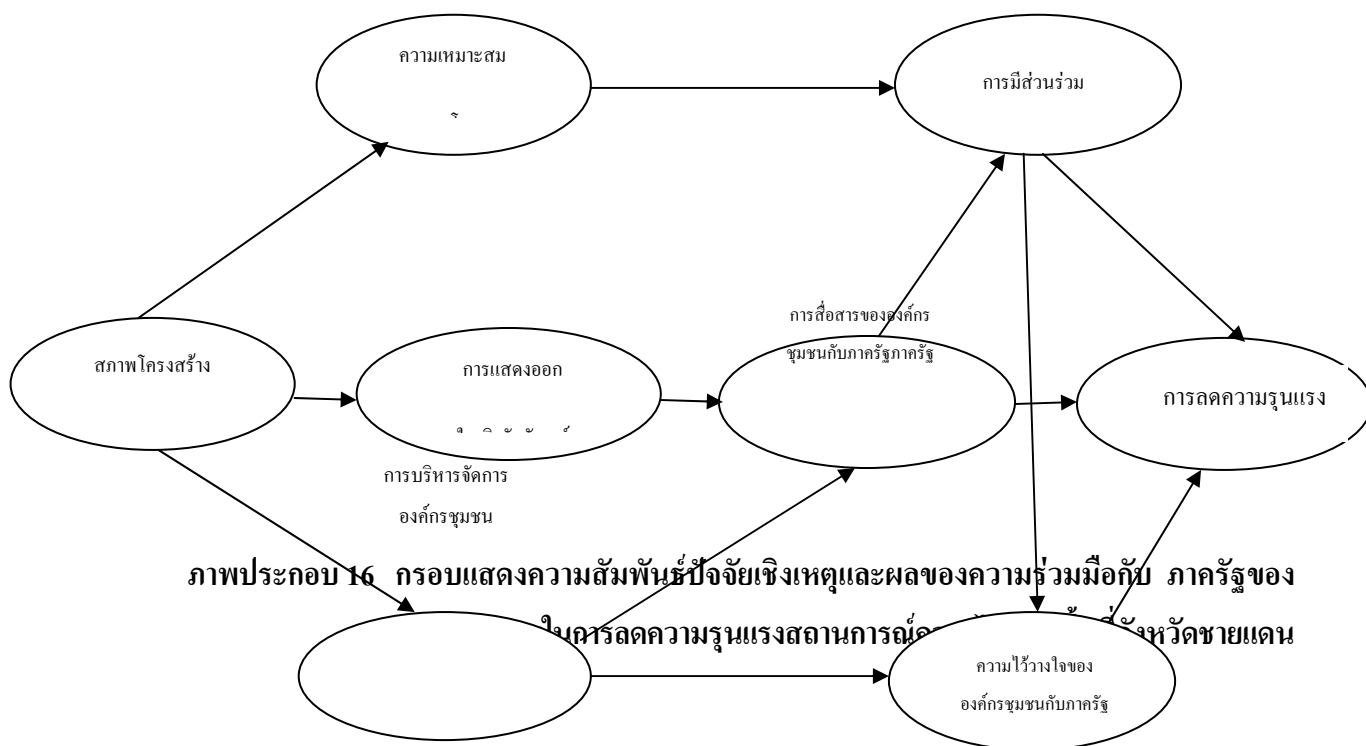 ความเหมาะสม
การมีส่วนร่วม
การสื่อสารขององค์กร
ชุมชนกับภาครัฐภาครัฐ
สภาพโครงสร้าง
การแสดงออก
การลดความรุนแรง
การบริหารจัดการ
องค์กรชุมชน
ภาพประกอบ 16 กรอบแสดงความสัมพันธ์ปัจจัยเชิงเหตุและผลของความร่วมมือกับ ภาครัฐของ
ในการลดความรุนแรงสถานการณ์ หวัดชายแดน
ความไว้วางใจของ
องค์กรชุมชนกับภาครัฐ